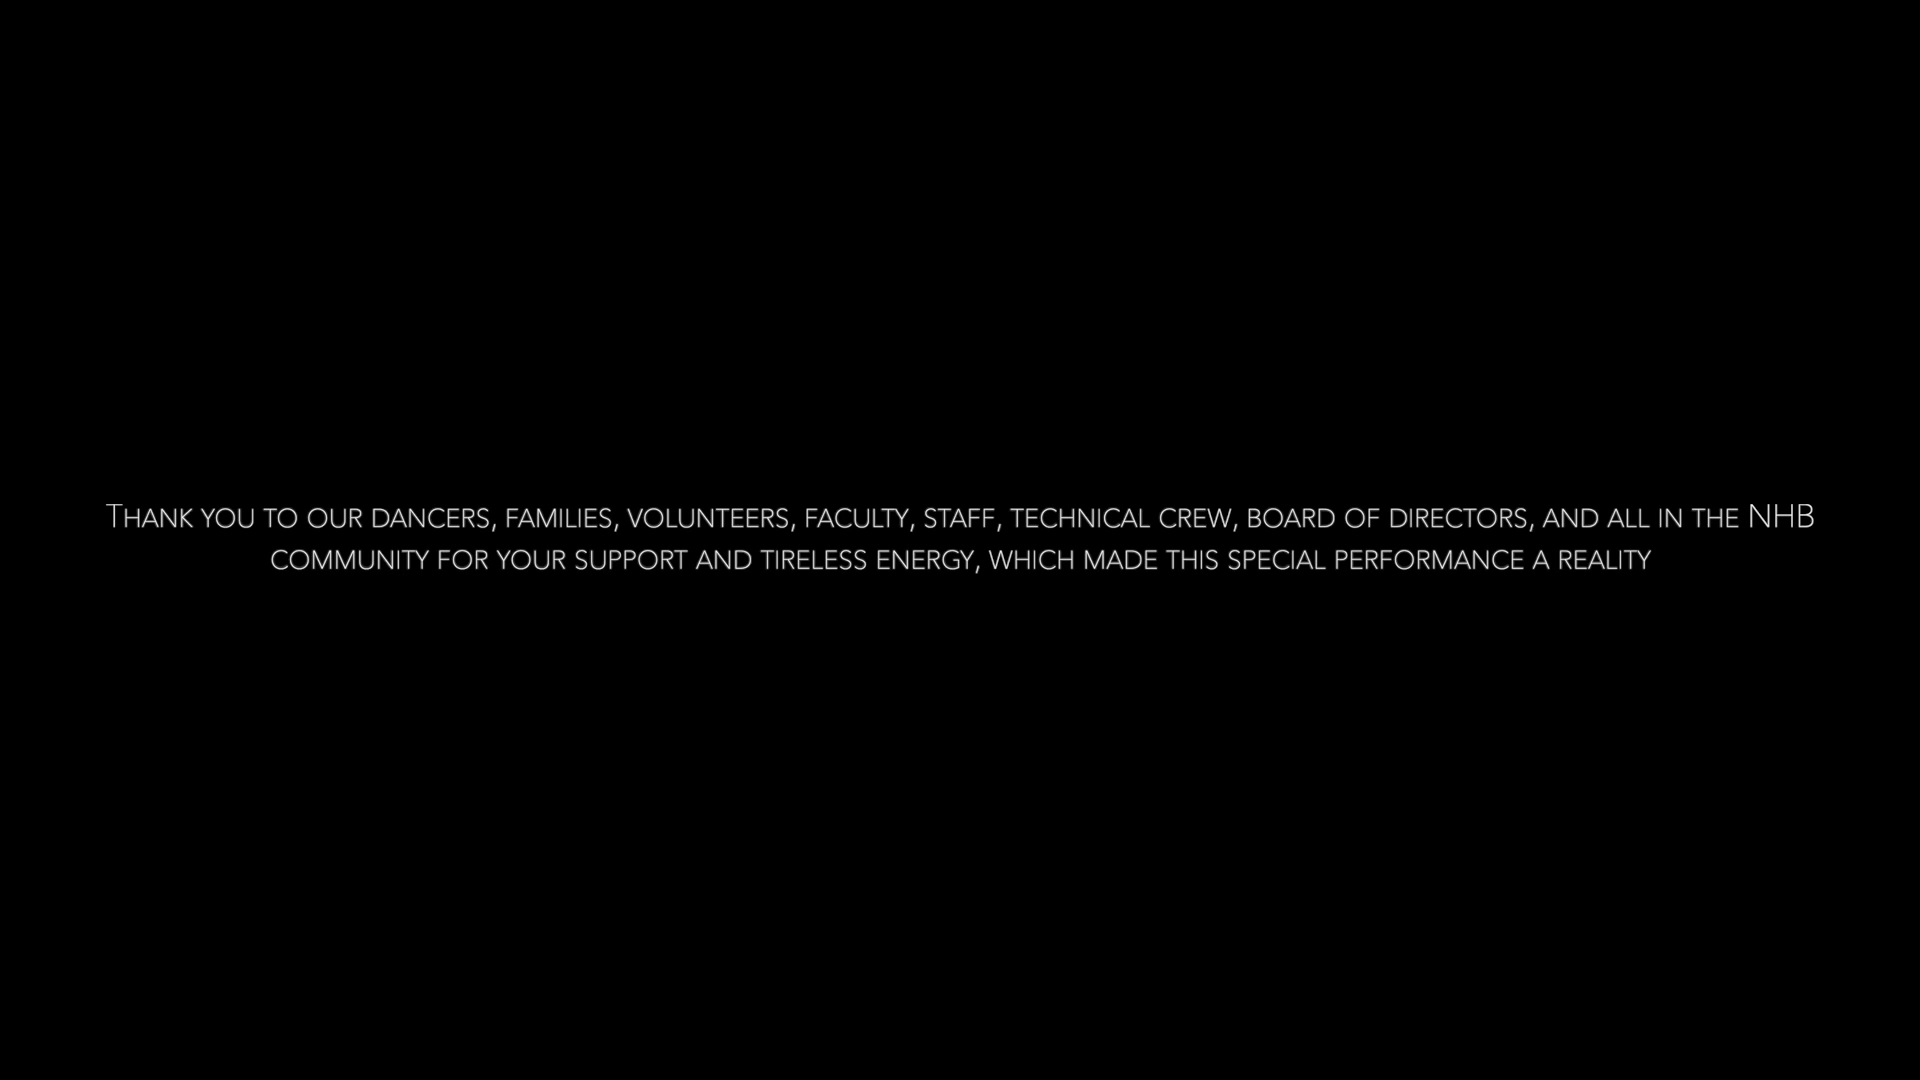 Thank you to our dancers, families, volunteers, faculty, staff, technical crew, board of directors, and all in the NHB
community for your support and tireless energy, which made this special performance a reality